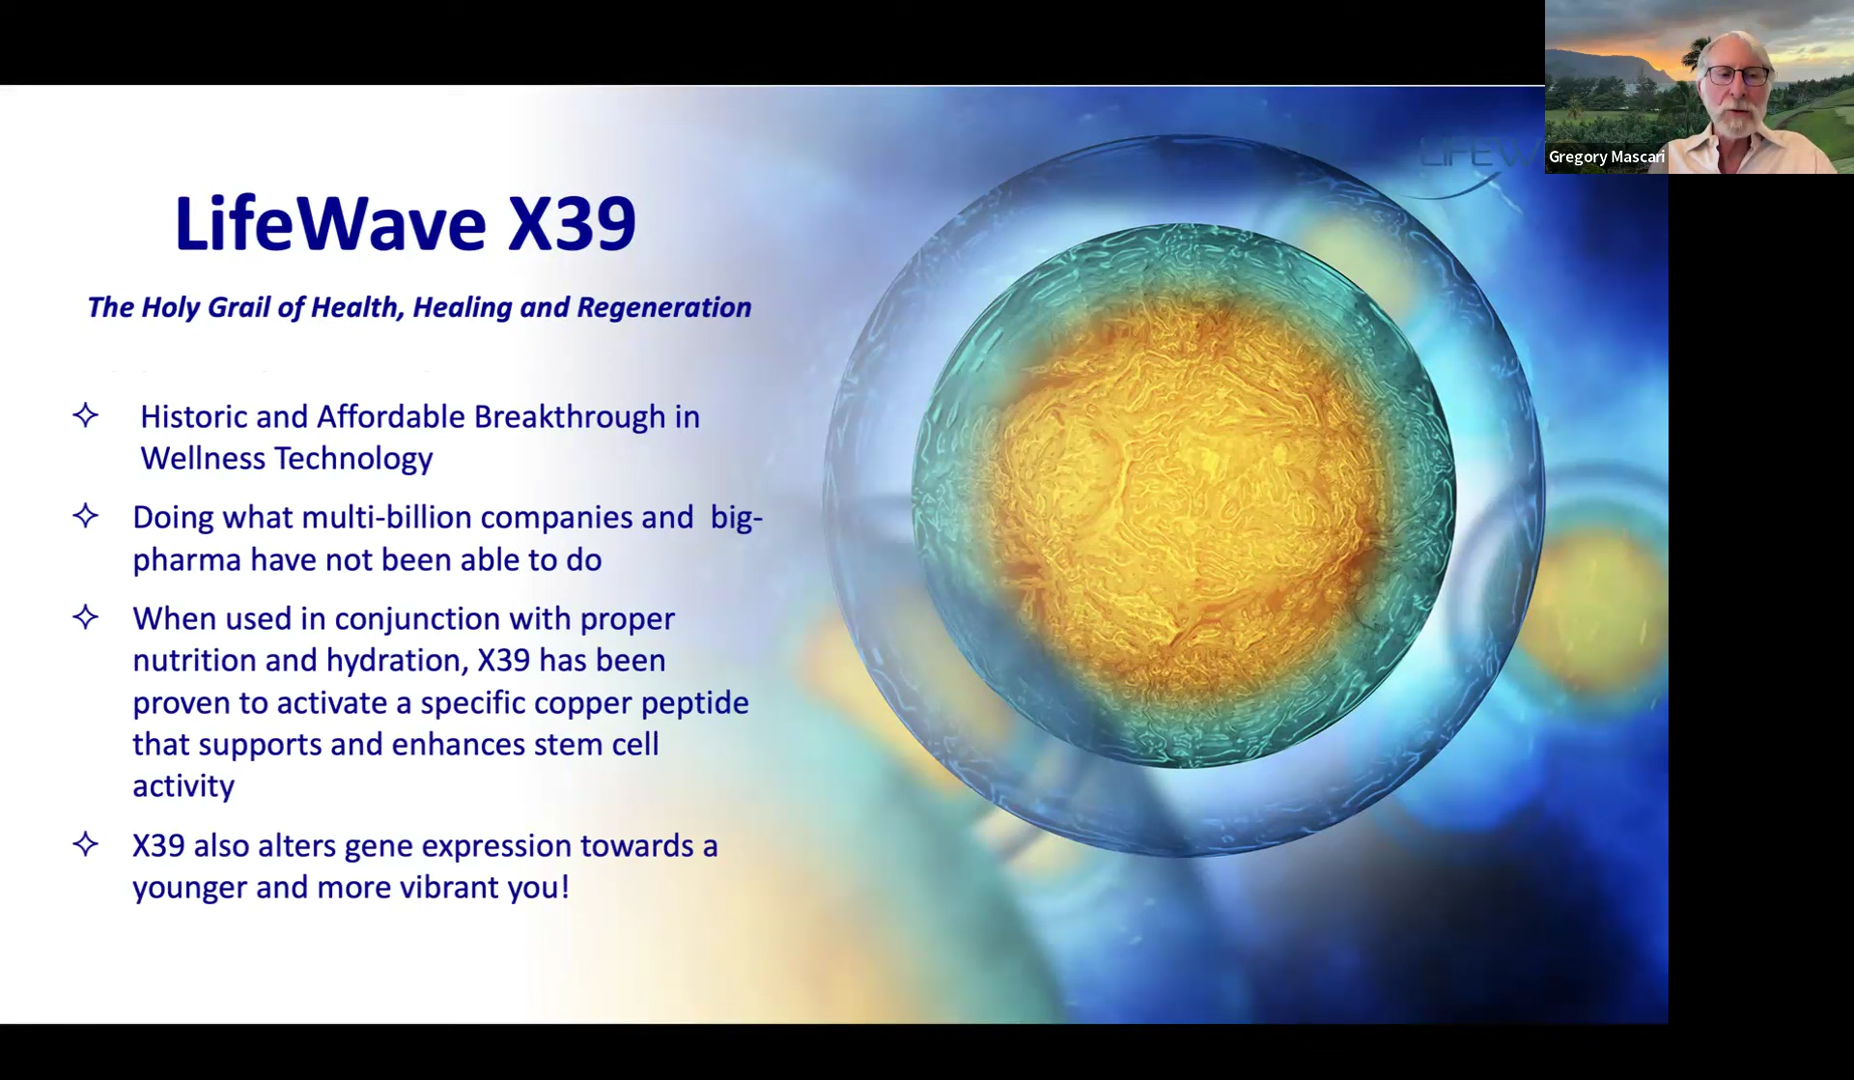 Gregory Mascari
LIFEW
LifeWave X39
The Holy Grail of Health, Healing and Regeneration
✧ Historic and Affordable Breakthrough in
Wellness Technology
✧ Doing what multi-billion companies and big-
pharma have not been able to do
✧ When used in conjunction with proper
nutrition and hydration, X39 has been
proven to activate a specific copper peptide
that supports and enhances stem cell
activity
✧ X39 also alters gene expression towards a
younger and more vibrant you!